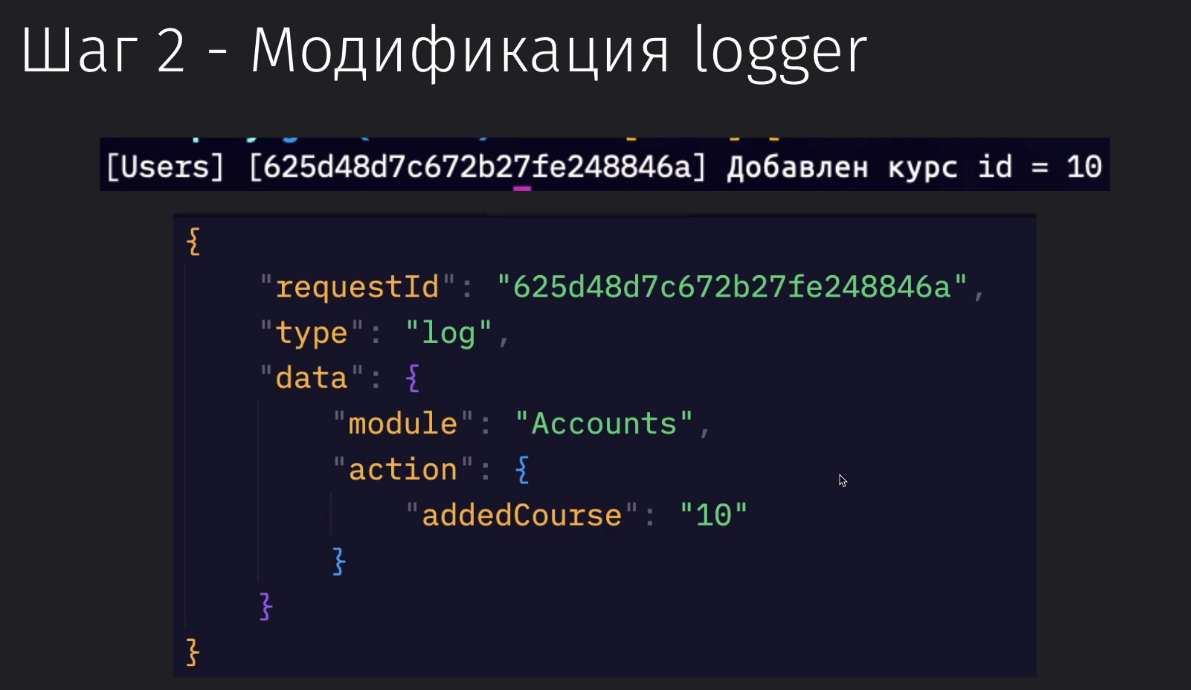 Шаг 2 - Модификация logger
[Users] [625d48d7c672b27fe248846a] Добавлен курс id = 10
{
"requestId": "625d48d7c672b27fe248846a",
"type": "log",
"data": {
"module": "Accounts",
"action": {
"addedCourse": "10"
}
}
}